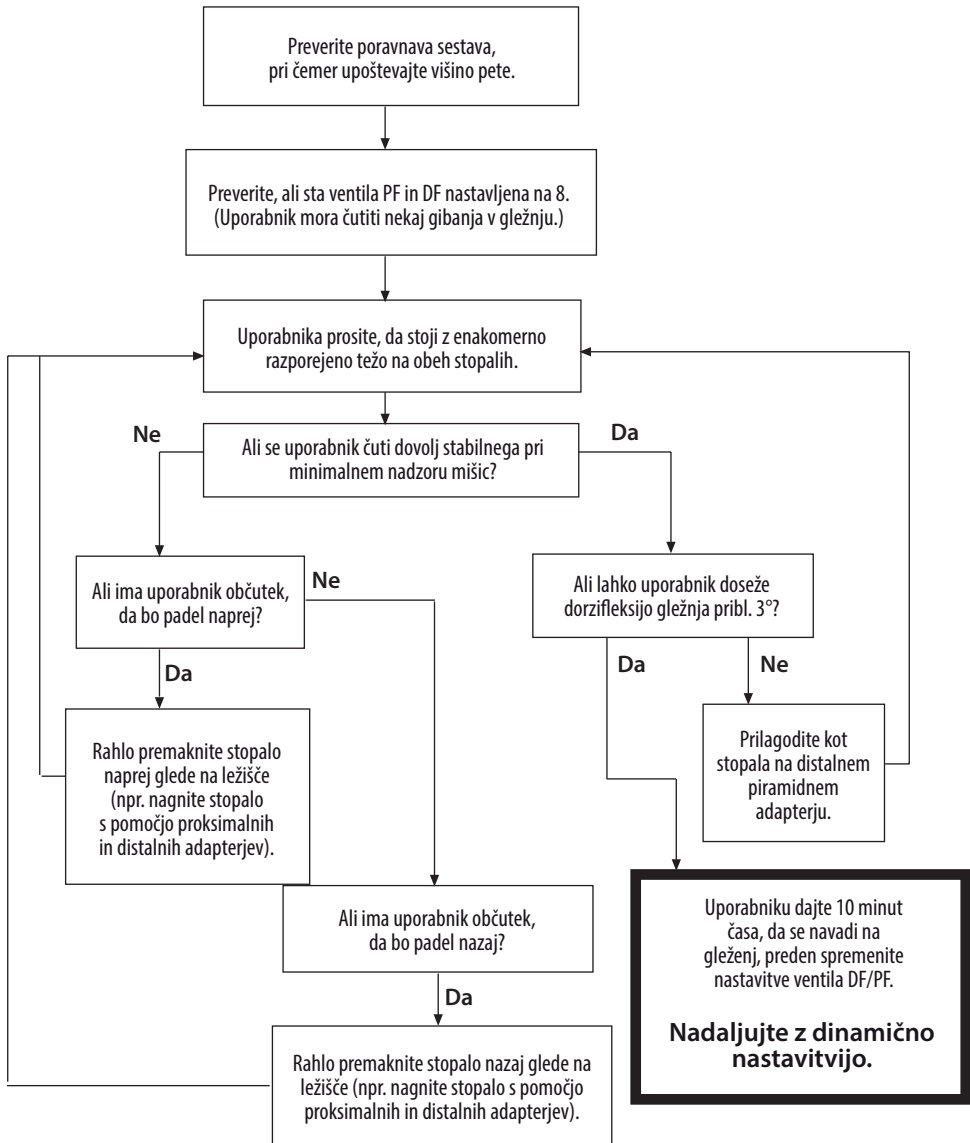 Preverite poravnava sestava,
pri čemer upoštevajte višino pete.
Preverite, ali sta ventila PF in DF nastavljena na 8.
(Uporabnik mora čutiti nekaj gibanja v gležnju.)
Uporabnika prosite, da stoji z enakomerno
razporejeno težo na obeh stopalih.
Ne
Da
Ali se uporabnik čuti dovolj stabilnega pri
minimalnem nadzoru mišic?
Ali ima uporabnik občutek,
da bo padel naprej?
Ne
Da
Ali lahko uporabnik doseže
dorzifleksijo gležnja pribl. 3°?
Da
Ne
Rahlo premaknite stopalo
naprej glede na ležišče
(npr. nagnite stopalo
s pomočjo proksimalnih
in distalnih adapterjev).
Prilagodite kot
stopala na distalnem
piramidnem
adapterju.
Ali ima uporabnik občutek,
da bo padel nazaj?
Da
Rahlo premaknite stopalo nazaj glede na
ležišče (npr. nagnite stopalo s pomočjo
proksimalnih in distalnih adapterjev).
Uporabniku dajte 10 minut
časa, da se navadi na
gleženj, preden spremenite
nastavitve ventila DF/PF.
Nadaljujte z dinamično
nastavitvijo.